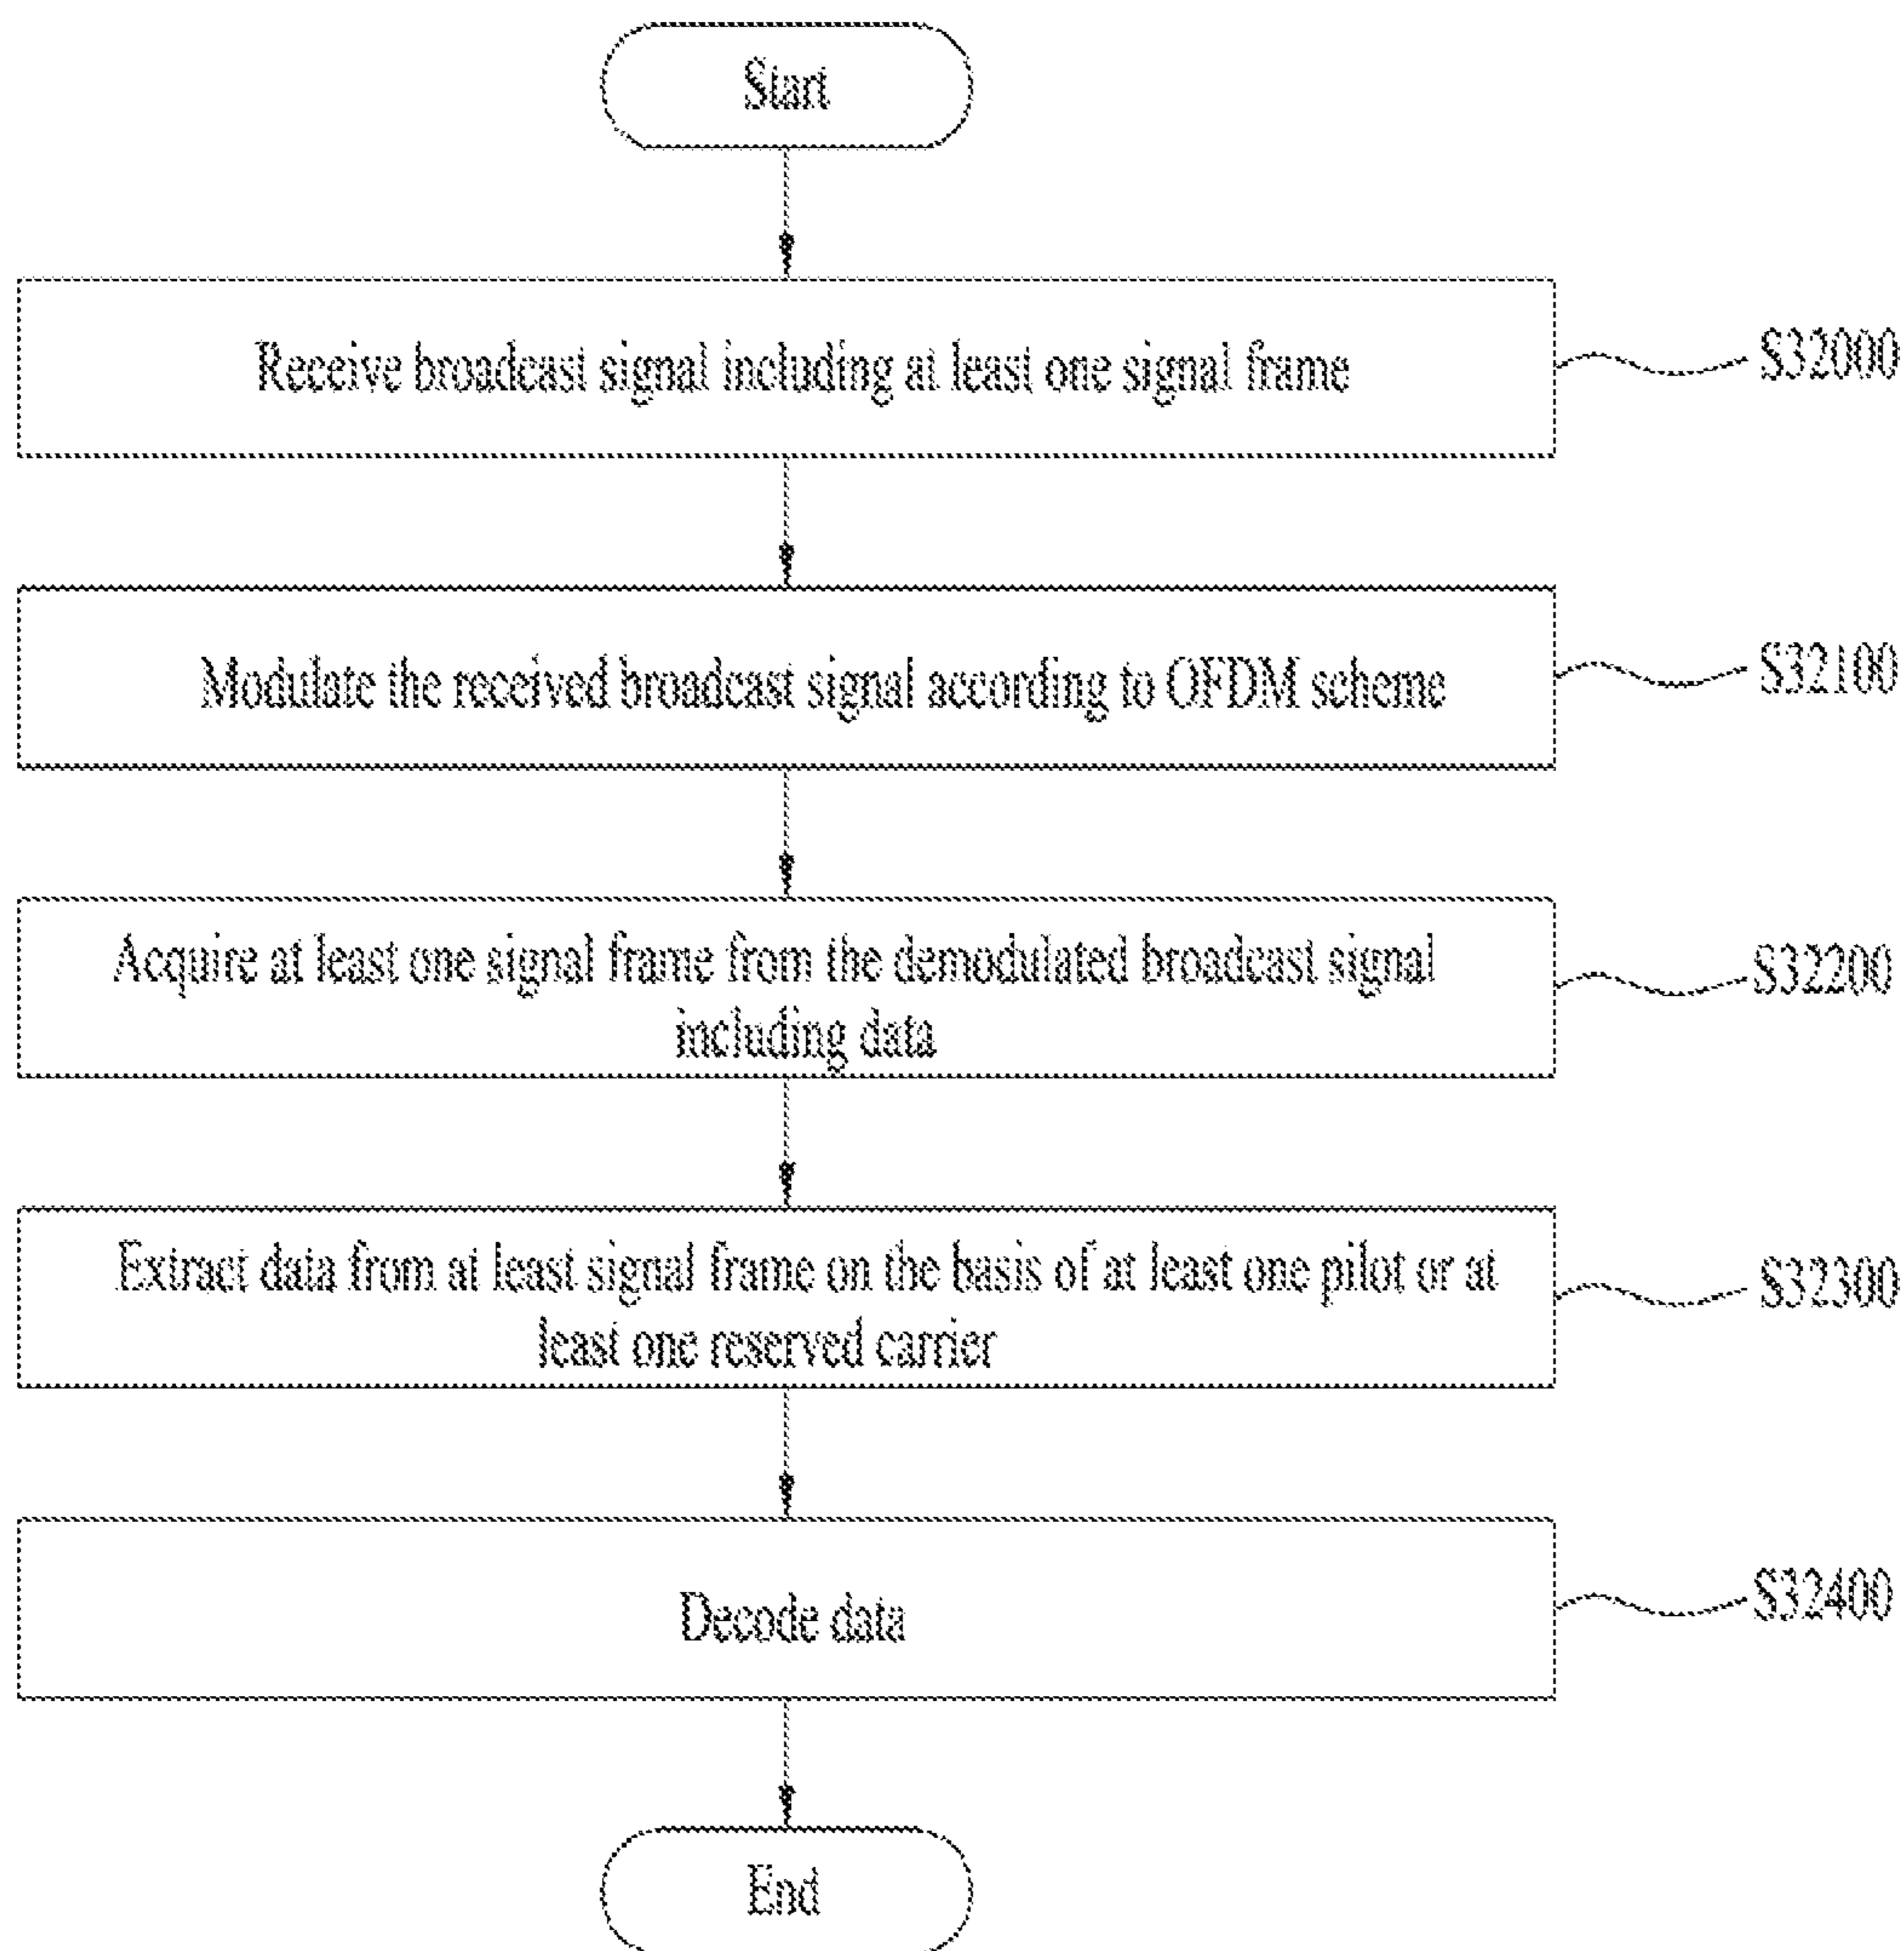 Start
Receive broadcast signal including at least one signal frame
S32000
Modulate the received broadcast signal according to OFDM scheme
S32100
Acquire at least one signal frame from the demodulated broadcast signal
including data
S32200
Extract data from at least signal frame on the basis of at least one pilot or at
least one reserved carrier
S32300
Decode data
S32400
End